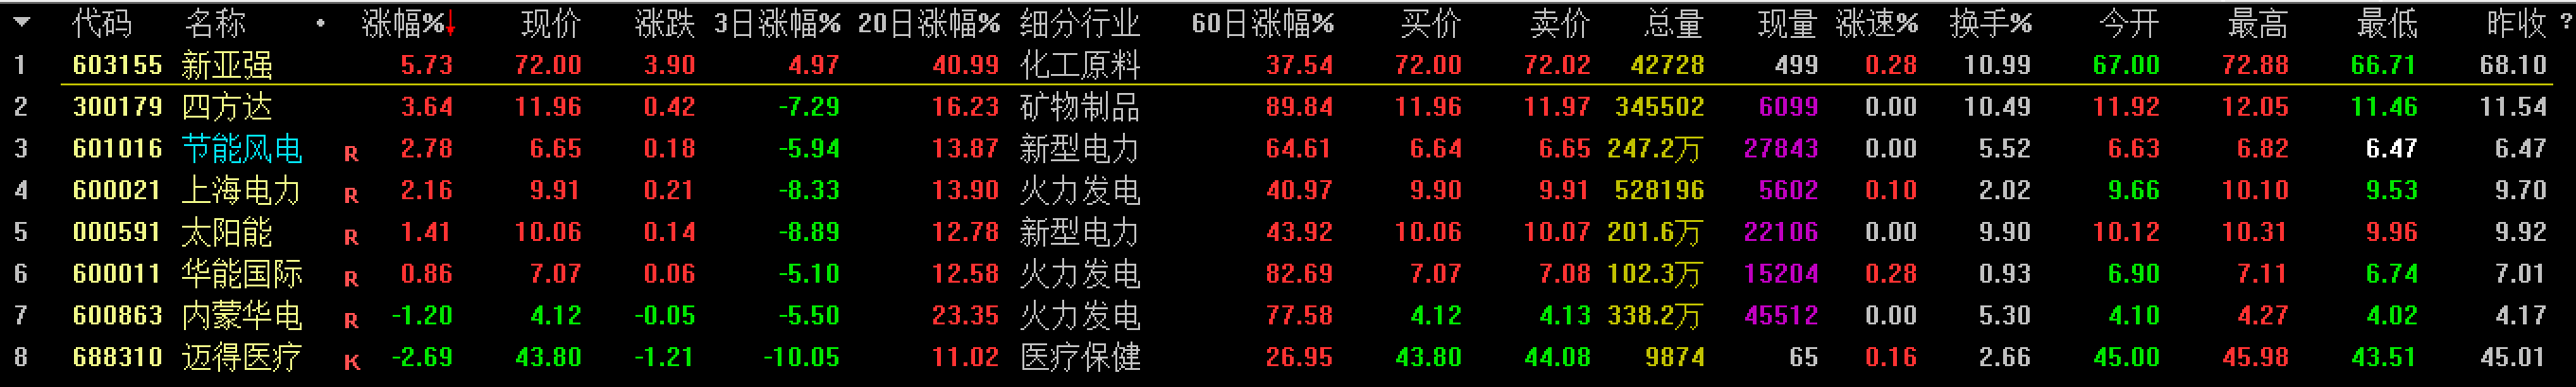 代码 名称 • 涨幅%↓ 现价 涨跌 3日涨幅% 20日涨幅% 细分行业 60日涨幅% 买价 卖价 总量 现量 涨速% 换手% 今开 最高 最低 昨收 ?
1 603155 新亚强 5.73 72.00 3.90 4.97 40.99 化工原料 37.54 72.00 72.02 42728 499 0.28 10.99 67.00 72.88 66.71 68.10
2 300179 四方达 3.64 11.96 0.42 -7.29 16.23 矿物制品 89.84 11.96 11.97 345502 6099 0.00 10.49 11.92 12.05 11.46 11.54
3 601016 节能风电 R 2.78 6.65 0.18 -5.94 13.87 新型电力 64.61 6.64 6.65 247.2万 27843 0.00 5.52 6.63 6.82 6.47 6.47
4 600021 上海电力 R 2.16 9.91 0.21 -8.33 13.90 火力发电 40.97 9.90 9.91 528196 5602 0.10 2.02 9.66 10.10 9.53 9.70
5 000591 太阳能 R 1.41 10.06 0.14 -8.89 12.78 新型电力 43.92 10.06 10.07 201.6万 22106 0.00 9.90 10.12 10.31 9.96 9.92
6 600011 华能国际 R 0.86 7.07 0.06 -5.10 12.58 火力发电 82.69 7.07 7.08 102.3万 15204 0.28 0.93 6.90 7.11 6.74 7.01
7 600863 内蒙华电 R -1.20 4.12 -0.05 -5.50 23.35 火力发电 77.58 4.12 4.13 338.2万 45512 0.00 5.30 4.10 4.27 4.02 4.17
8 688310 迈得医疗 K -2.69 43.80 -1.21 -10.05 11.02 医疗保健 26.95 43.80 44.08 9874 65 0.16 2.66 45.00 45.98 43.51 45.01